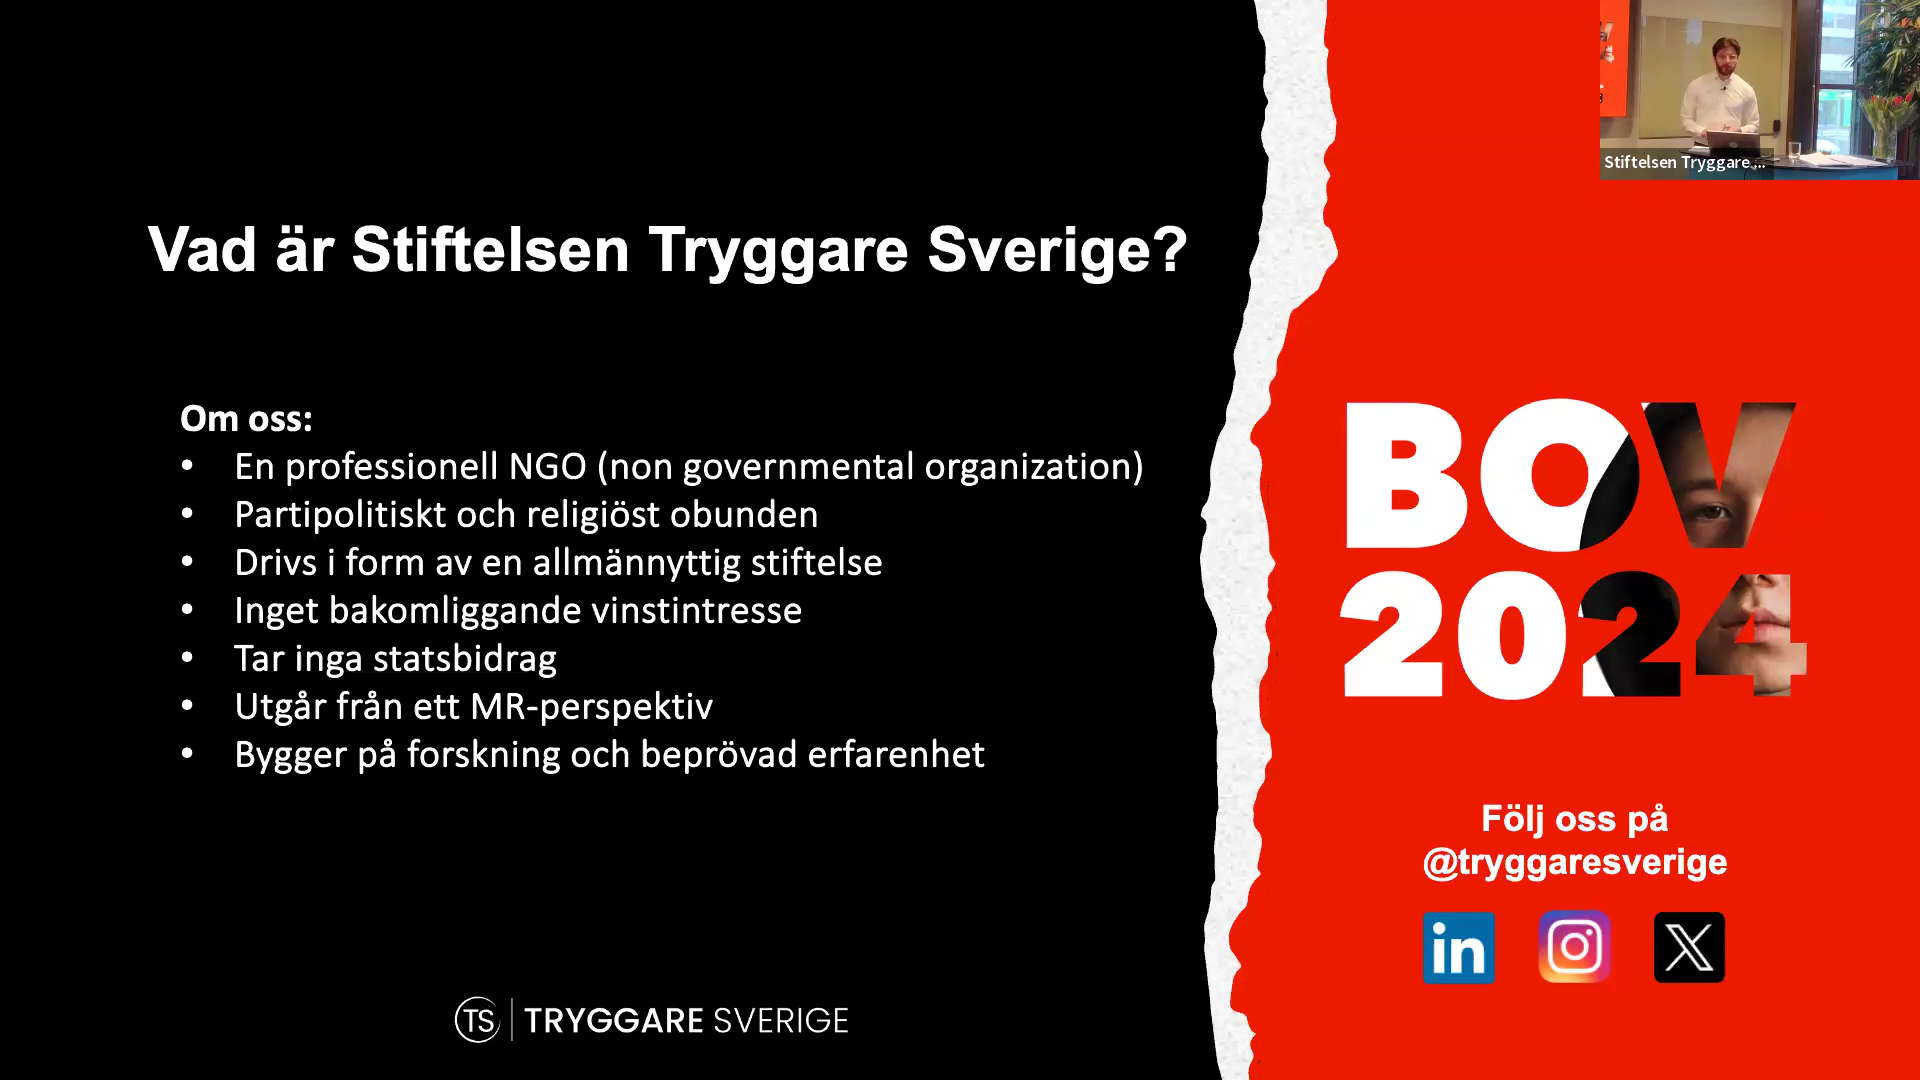 Stiftelsen Tryggare ...
Vad är Stiftelsen Tryggare Sverige?
Om oss:
• En professionell NGO (non governmental organization)
• Partipolitiskt och religiöst obunden
• Drivs i form av en allmännyttig stiftelse
• Inget bakomliggande vinstintresse
• Tar inga statsbidrag
• Utgår från ett MR-perspektiv
• Bygger på forskning och beprövad erfarenhet
TS TRYGGARE SVERIGE
BOV
2024
Följ oss på
@tryggaresverige
in
X